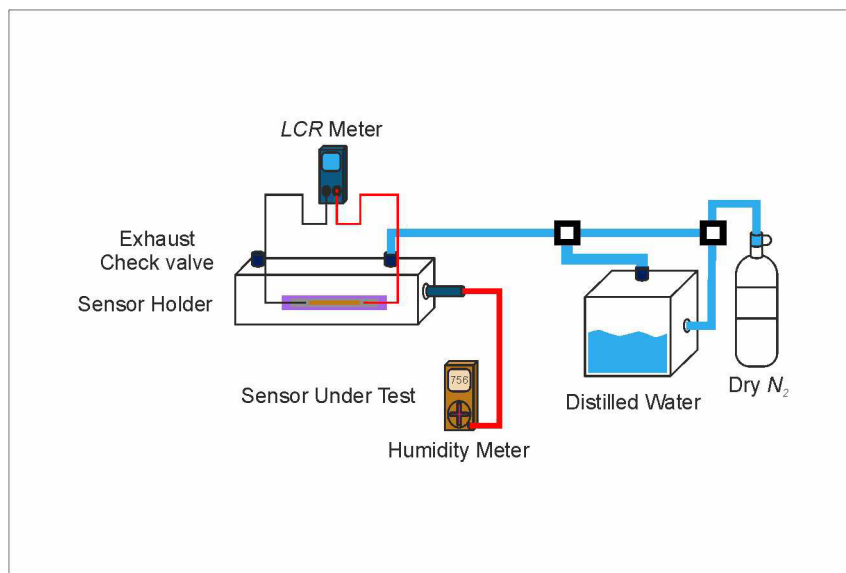 LCR Meter
Exhaust
Check valve
Sensor Holder
Sensor Under Test
756
Humidity Meter
Distilled Water
Dry N₂